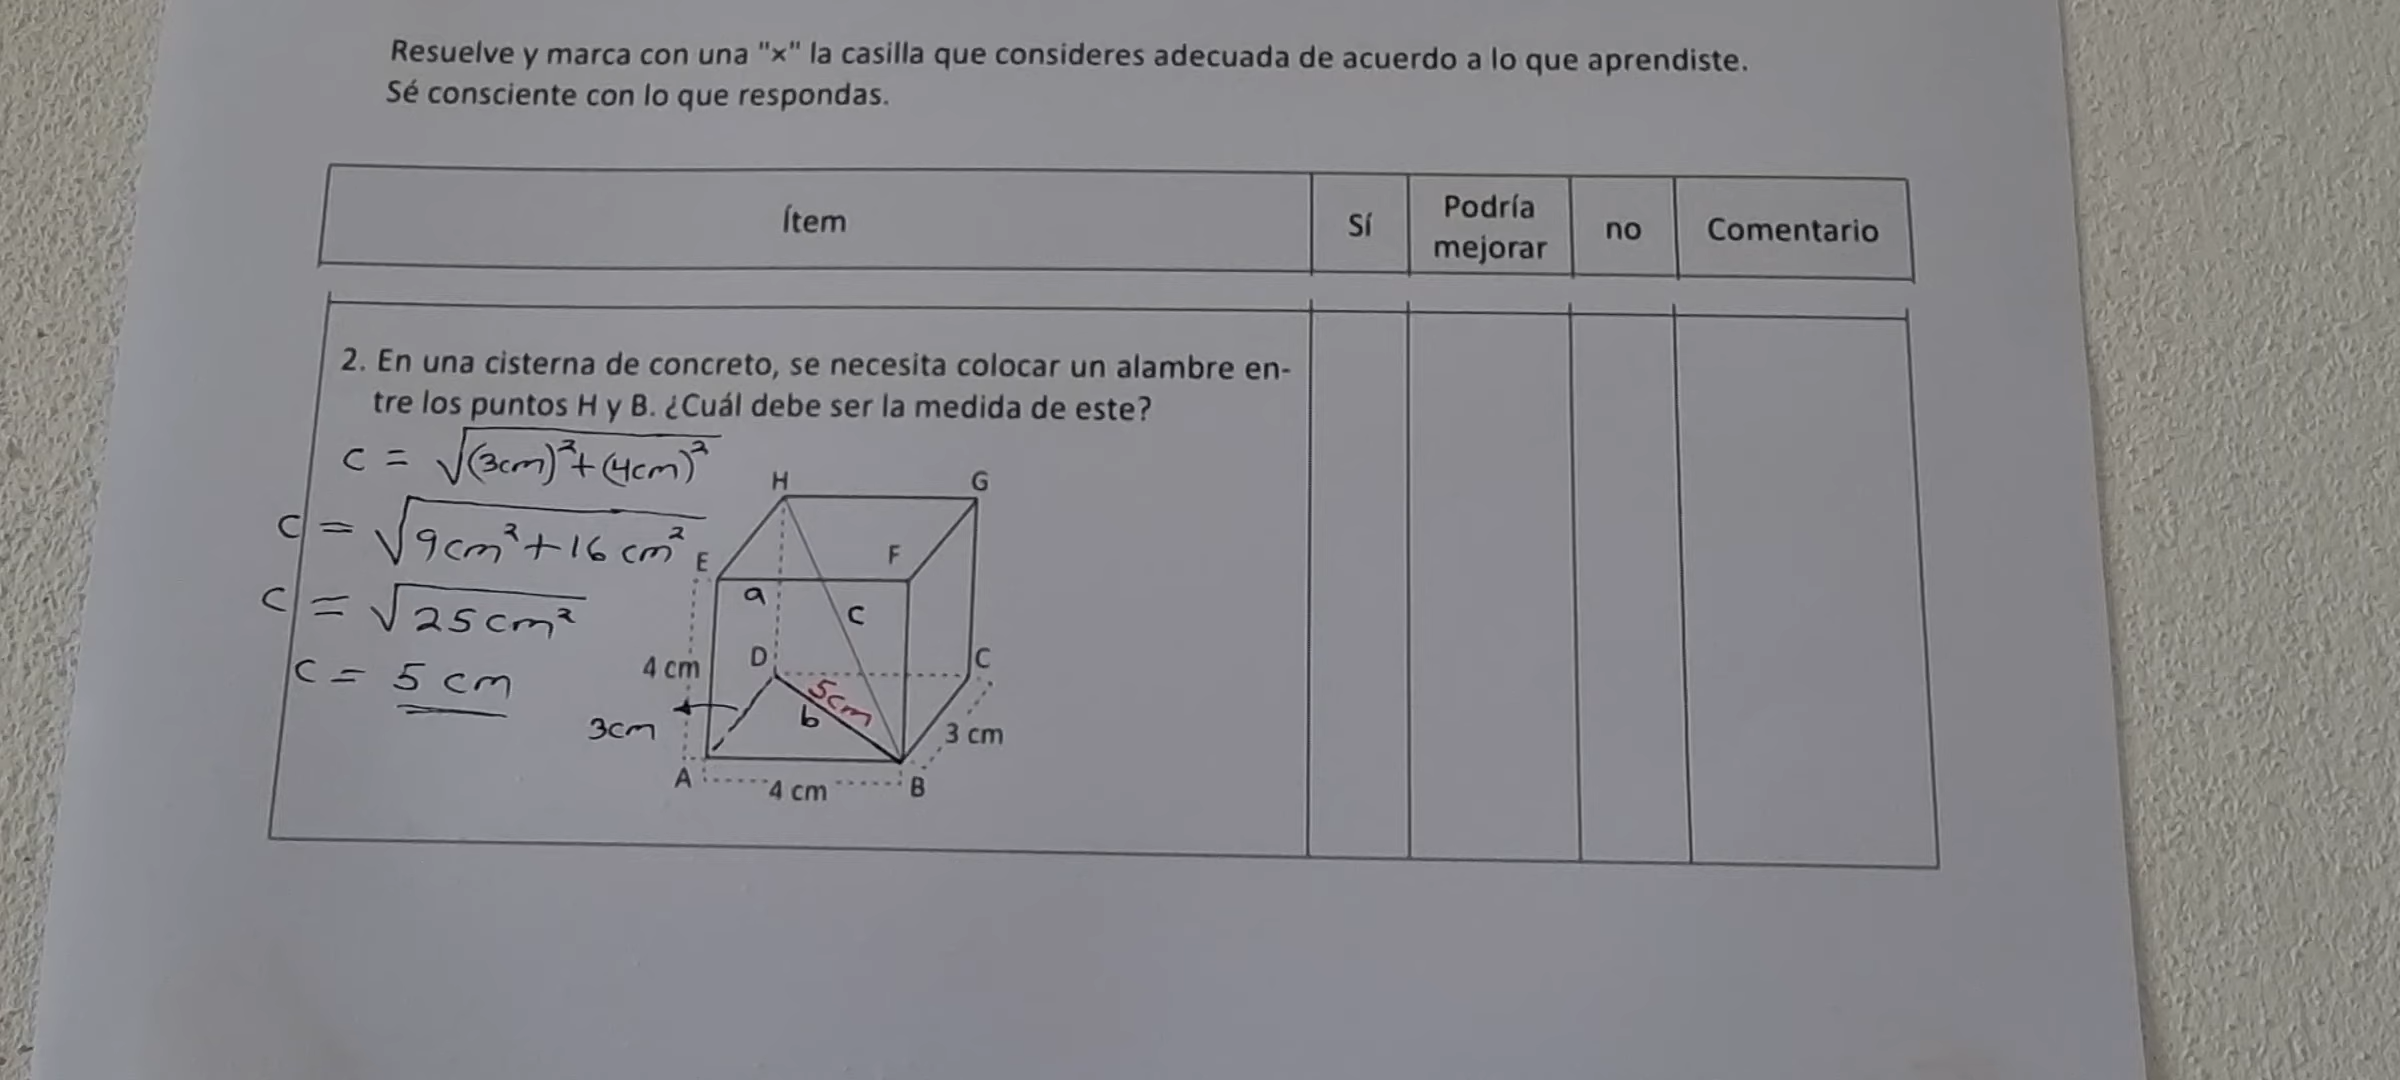 Resuelve y marca con una "x" la casilla que consideres adecuada de acuerdo a lo que aprendiste.
Sé consciente con lo que respondas.
Ítem
Sí
Podría
mejorar
no
Comentario
2. En una cisterna de concreto, se necesita colocar un alambre en-
tre los puntos H y B. ¿Cuál debe ser la medida de este?
c = √(3cm)²+(4cm)²
c = √9cm²+16cm²
c = √25cm²
c = 5 cm
H
G
E
F
a
c
4 cm
D
C
5cm
b
3cm
3 cm
A
4 cm
B